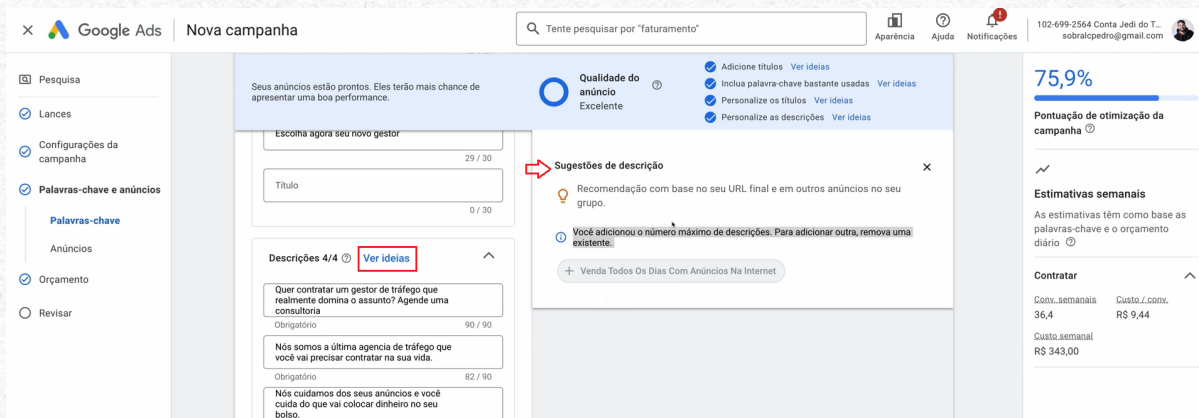 Google Ads
Nova campanha
Tente pesquisar por "faturamento"
Aparência
Ajuda
Notificações
102-699-2564 Conta Jedi do T...
sobralcpedro@gmail.com
Pesquisa
Lances
Configurações da
campanha
Palavras-chave e anúncios
Palavras-chave
Anúncios
Orçamento
Revisar
Seus anúncios estão prontos. Eles terão mais chance de
apresentar uma boa performance.
Qualidade do
anúncio
Excelente
Adicione títulos Ver ideias
Inclua palavra-chave bastante usadas Ver ideias
Personalize os títulos Ver ideias
Personalize as descrições Ver ideias
Escolha agora seu novo gestor
29 / 30
Título
0 / 30
Descrições 4/4 Ver ideias
Quer contratar um gestor de tráfego que
realmente domina o assunto? Agende uma
consultoria
Obrigatório 90 / 90
Nós somos a última agencia de tráfego que
você vai precisar contratar na sua vida.
Obrigatório 82 / 90
Nós cuidamos dos seus anúncios e você
cuida do que vai colocar dinheiro no seu
bolso.
Sugestões de descrição
Recomendação com base no seu URL final e em outros anúncios no seu
grupo.
Você adicionou o número máximo de descrições. Para adicionar outra, remova uma
existente.
+ Venda Todos Os Dias Com Anúncios Na Internet
75,9%
Pontuação de otimização da
campanha
Estimativas semanais
As estimativas têm como base as
palavras-chave e o orçamento
diário
Contratar
Conv. semanais Custo / conv.
36,4 R$ 9,44
Custo semanal
R$ 343,00